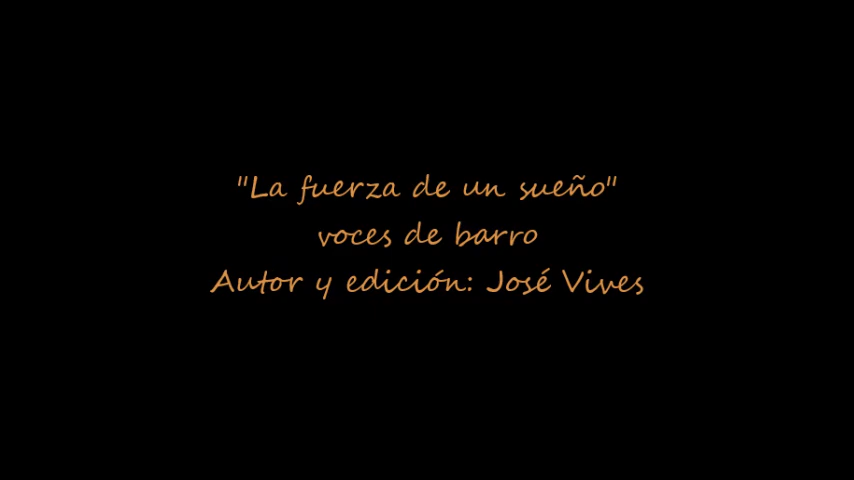 "La fuerza de un sueño"
voces de barro
Autor y edición: José Vives